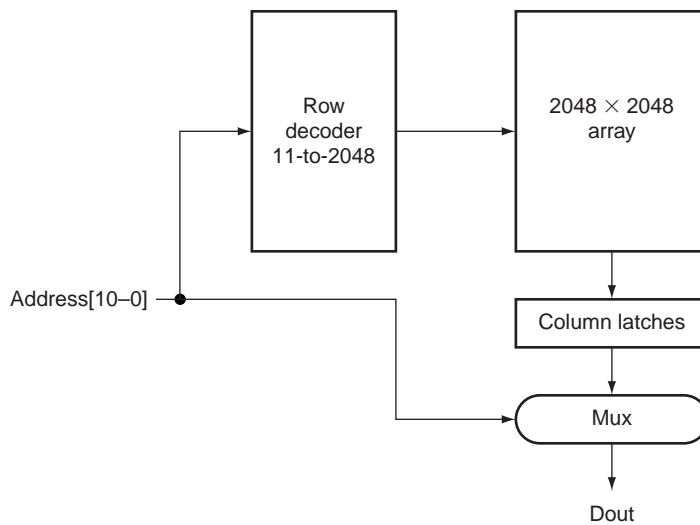 Row
decoder
11-to-2048
2048 × 2048
array
Address[10–0]
Column latches
Mux
Dout